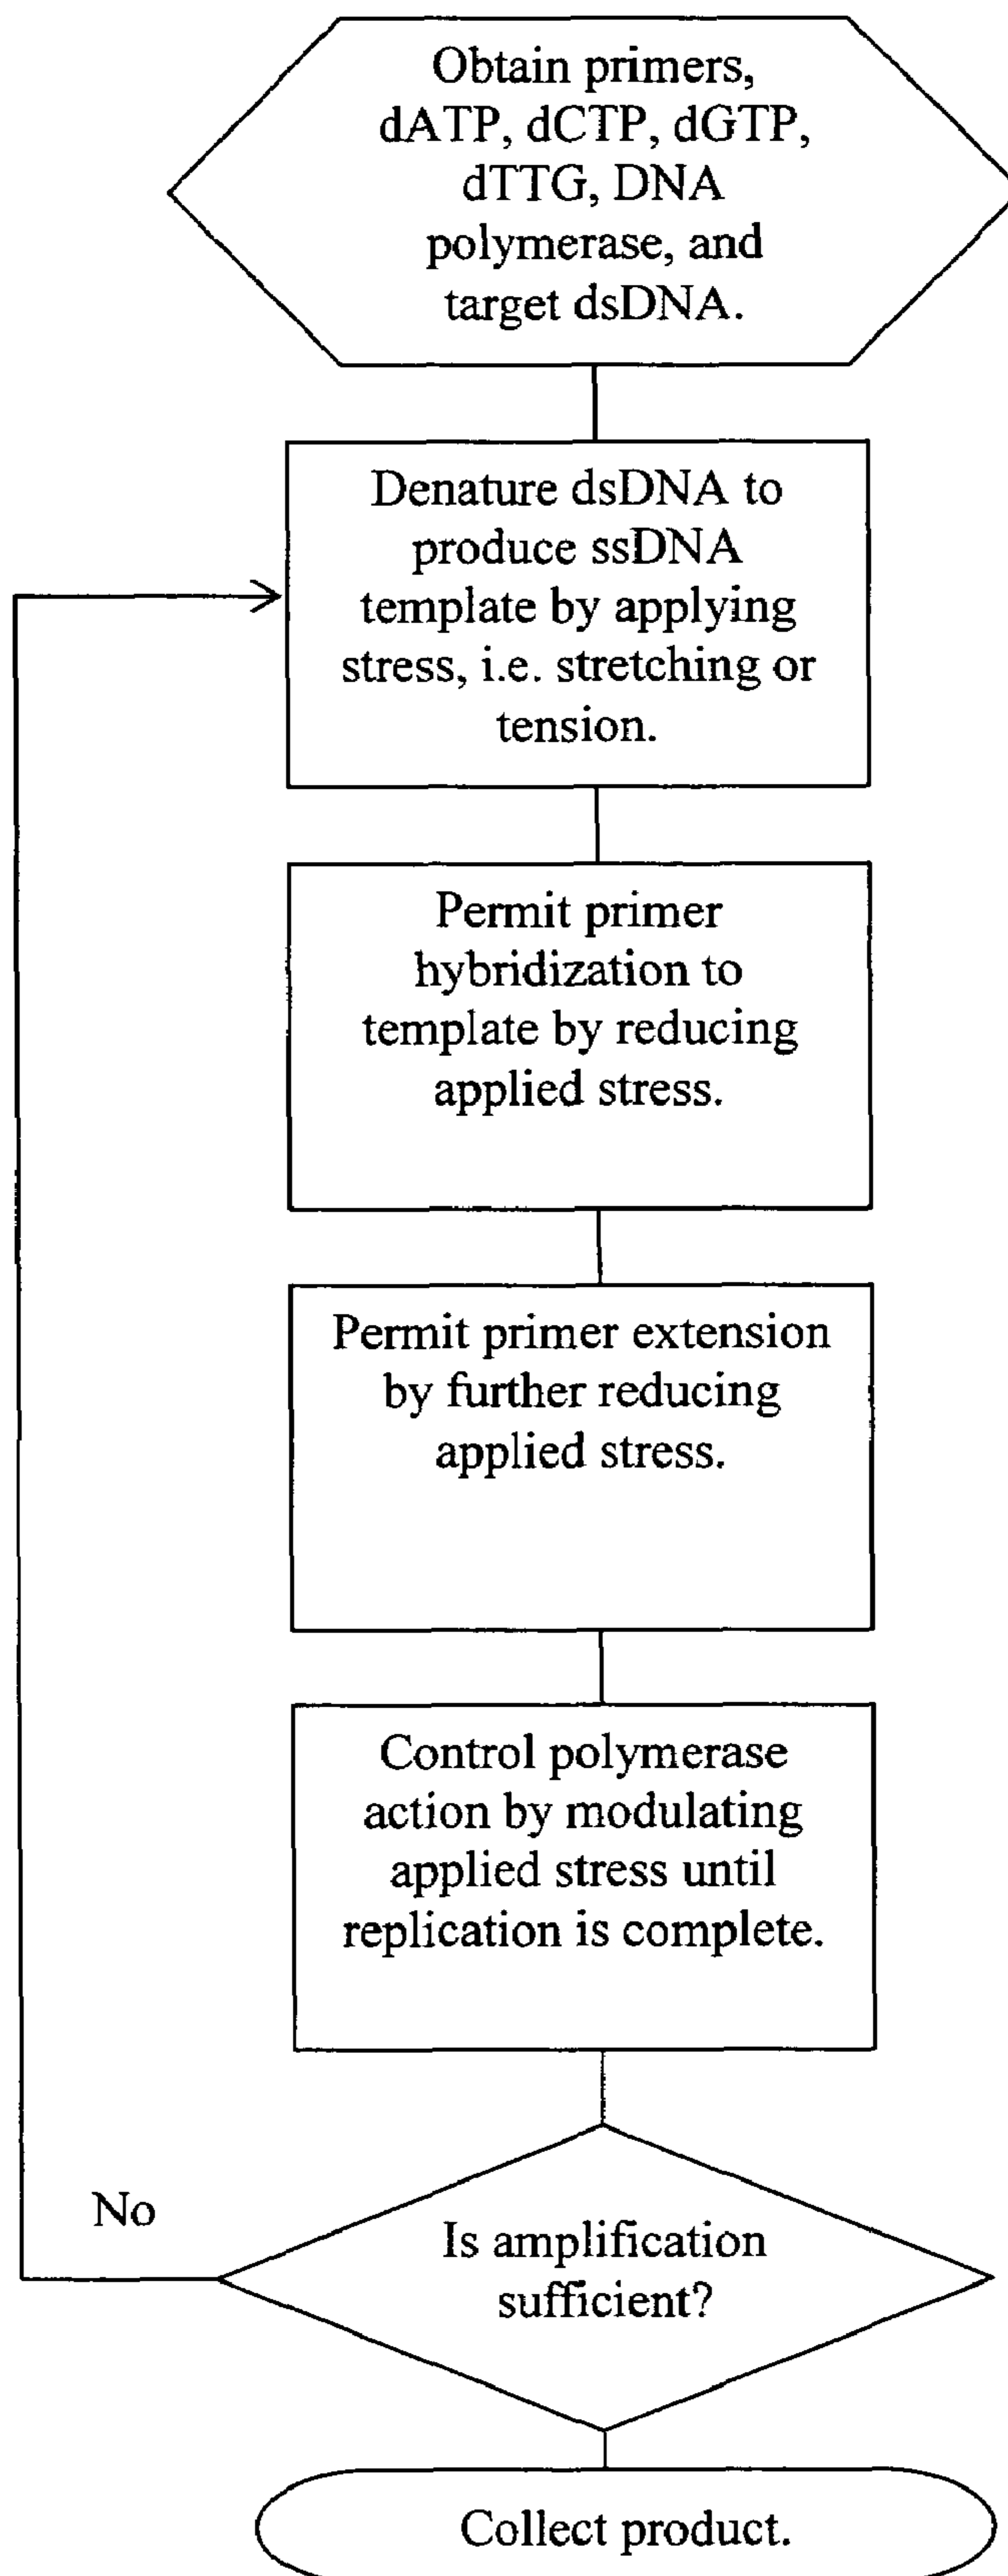 Obtain primers,
dATP, dCTP, dGTP,
dTTG, DNA
polymerase, and
target dsDNA.
Denature dsDNA to
produce ssDNA
template by applying
stress, i.e. stretching or
tension.
Permit primer
hybridization to
template by reducing
applied stress.
Permit primer extension
by further reducing
applied stress.
Control polymerase
action by modulating
applied stress until
replication is complete.
No
Is amplification
sufficient?
Collect product.